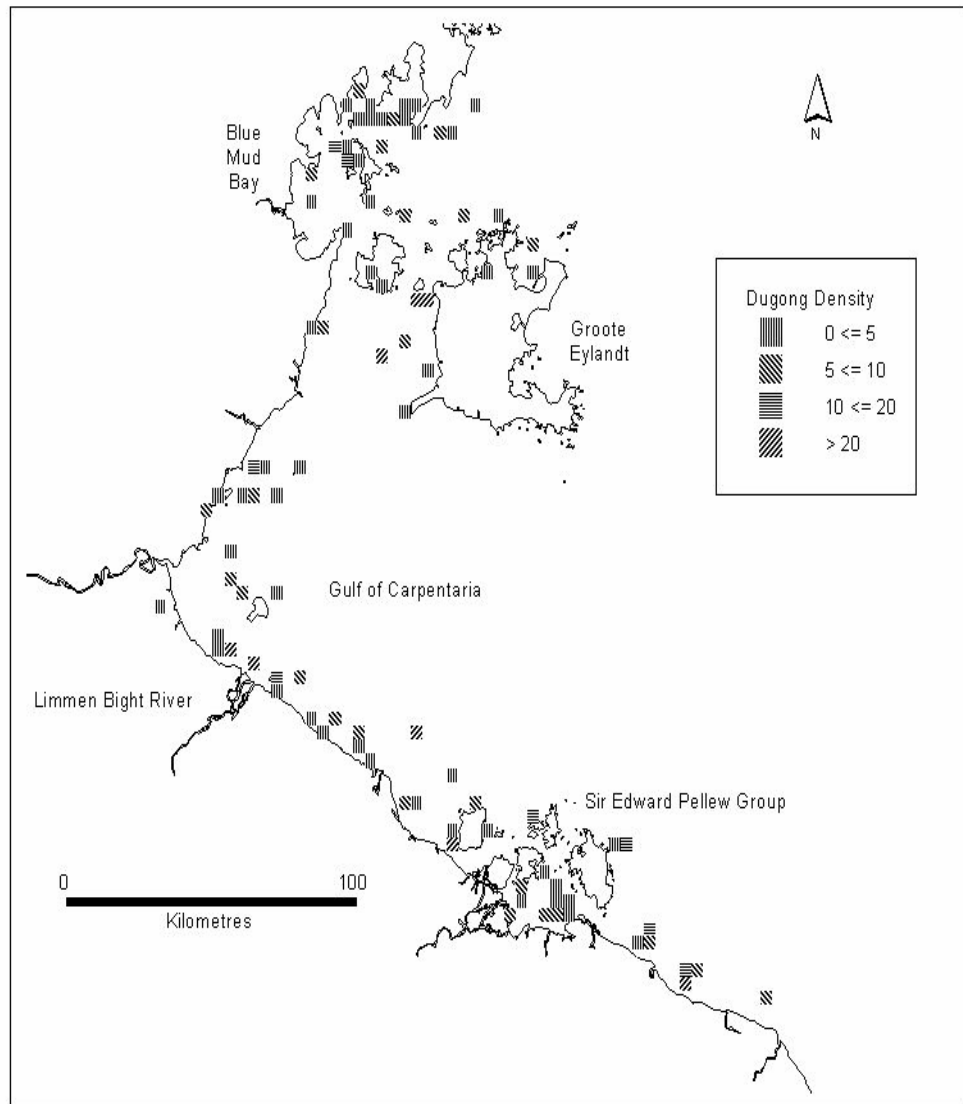 N
Blue
Mud
Bay
Dugong Density
0 <= 5
5 <= 10
10 <= 20
> 20
Groote
Eylandt
Gulf of Carpentaria
Limmen Bight River
Sir Edward Pellew Group
0 100
Kilometres